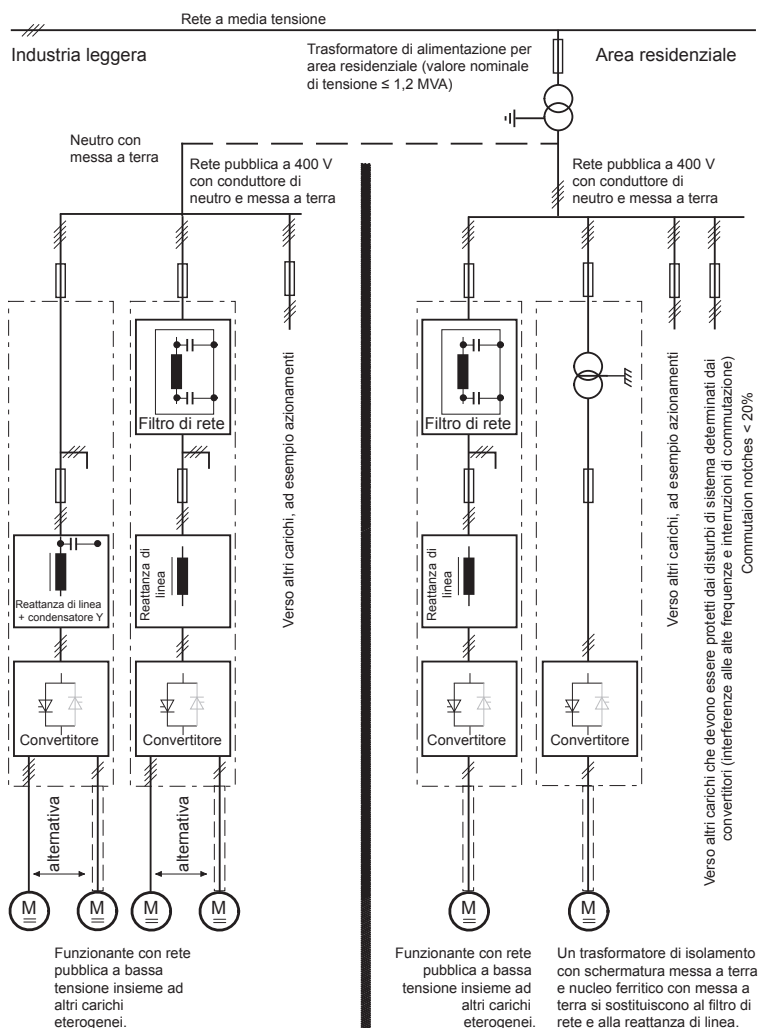 Rete a media tensione
Industria leggera
Trasformatore di alimentazione per
area residenziale (valore nominale
di tensione ≤ 1,2 MVA)
Area residenziale
Neutro con
messa a terra
Rete pubblica a 400 V
con conduttore di
neutro e messa a terra
Rete pubblica a 400 V
con conduttore di
neutro e messa a terra
Filtro di rete
Reattanza di linea
+ condensatore Y
Reattanza di
linea
Convertitore
Convertitore
alternativa
alternativa
M
M
M
M
Verso altri carichi, ad esempio azionamenti
Funzionante con rete
pubblica a bassa
tensione insieme ad
altri carichi
eterogenei.
Filtro di rete
Reattanza di
linea
Convertitore
Convertitore
M
M
Verso altri carichi, ad esempio azionamenti
Verso altri carichi che devono essere protetti dai disturbi di sistema determinati dai
convertitori (interferenze alle alte frequenze e interruzioni di commutazione)
Commutaion notches < 20%
Funzionante con rete
pubblica a bassa
tensione insieme ad
altri carichi
eterogenei.
Un trasformatore di isolamento
con schermatura messa a terra
e nucleo ferritico con messa a
terra si sostituiscono al filtro di
rete e alla reattanza di linea.